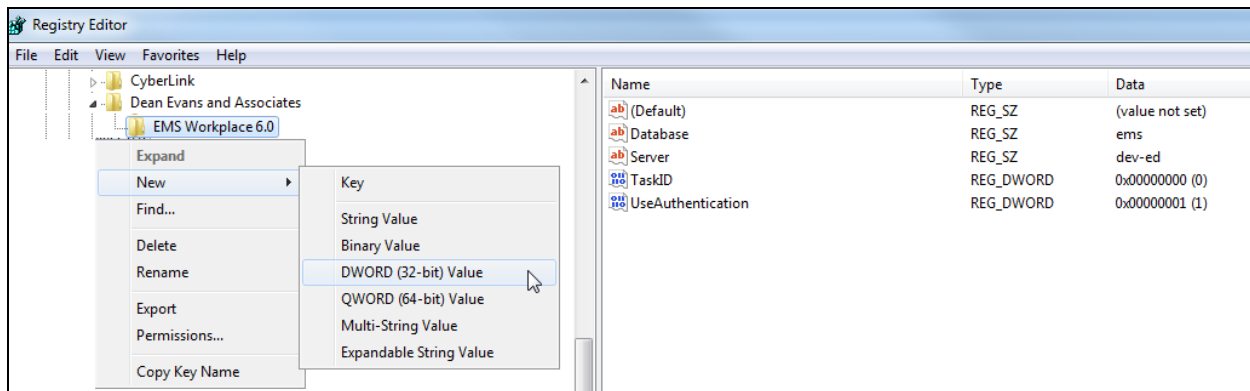 Registry Editor
File Edit View Favorites Help
CyberLink
Dean Evans and Associates
EMS Workplace 6.0
Expand
New
Find...
Delete
Rename
Export
Permissions...
Copy Key Name
Key
String Value
Binary Value
DWORD (32-bit) Value
QWORD (64-bit) Value
Multi-String Value
Expandable String Value
Name Type Data
(Default) REG_SZ (value not set)
Database REG_SZ ems
Server REG_SZ dev-ed
TaskID REG_DWORD 0x00000000 (0)
UseAuthentication REG_DWORD 0x00000001 (1)